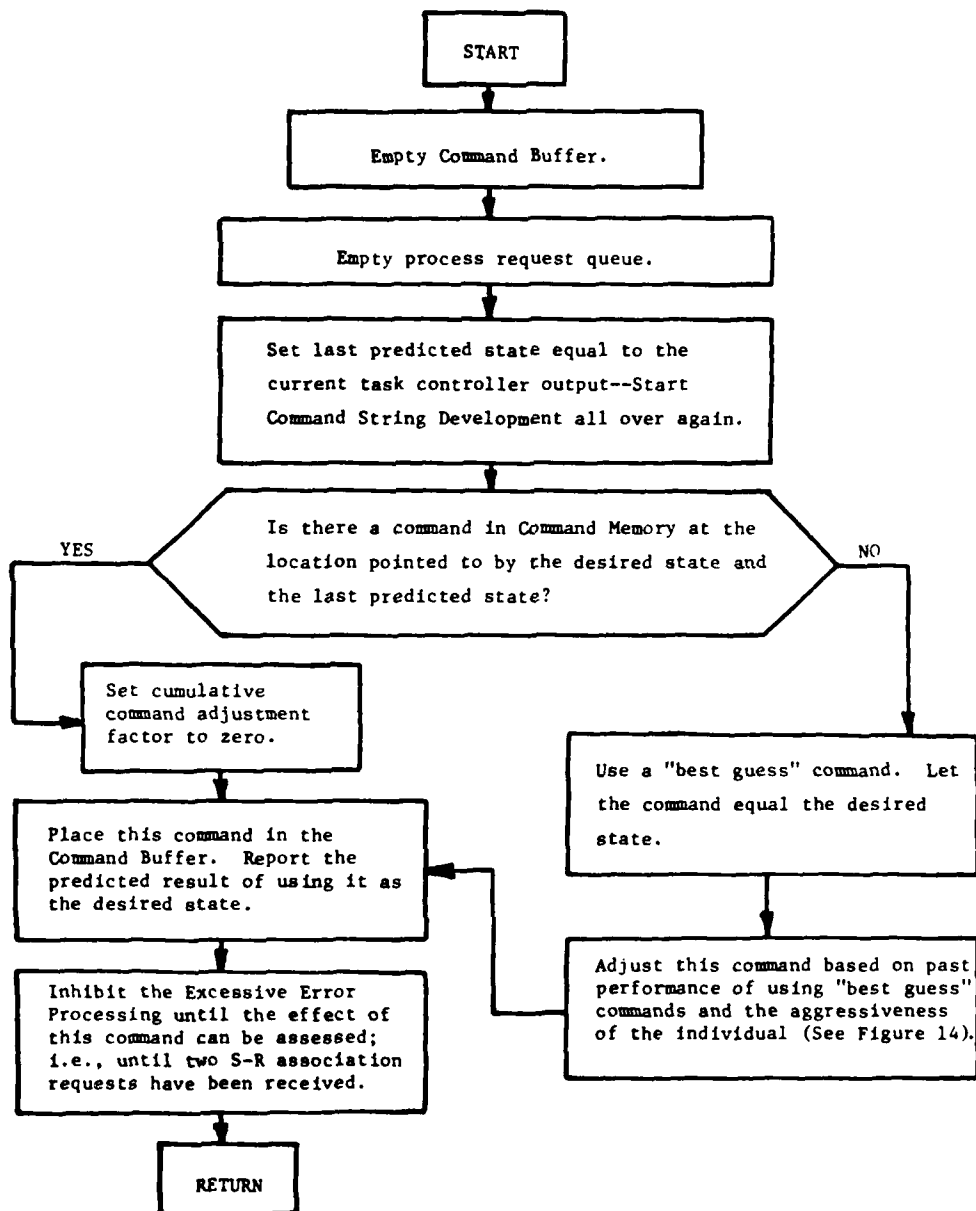 START
Empty Command Buffer.
Empty process request queue.
Set last predicted state equal to the
current task controller output--Start
Command String Development all over again.
Is there a command in Command Memory at the
location pointed to by the desired state and
the last predicted state?
YES
NO
Set cumulative
command adjustment
factor to zero.
Use a "best guess" command. Let
the command equal the desired
state.
Place this command in the
Command Buffer. Report the
predicted result of using it as
the desired state.
Adjust this command based on past
performance of using "best guess"
commands and the aggressiveness
of the individual (See Figure 14).
Inhibit the Excessive Error
Processing until the effect of
this command can be assessed;
i.e., until two S-R association
requests have been received.
RETURN